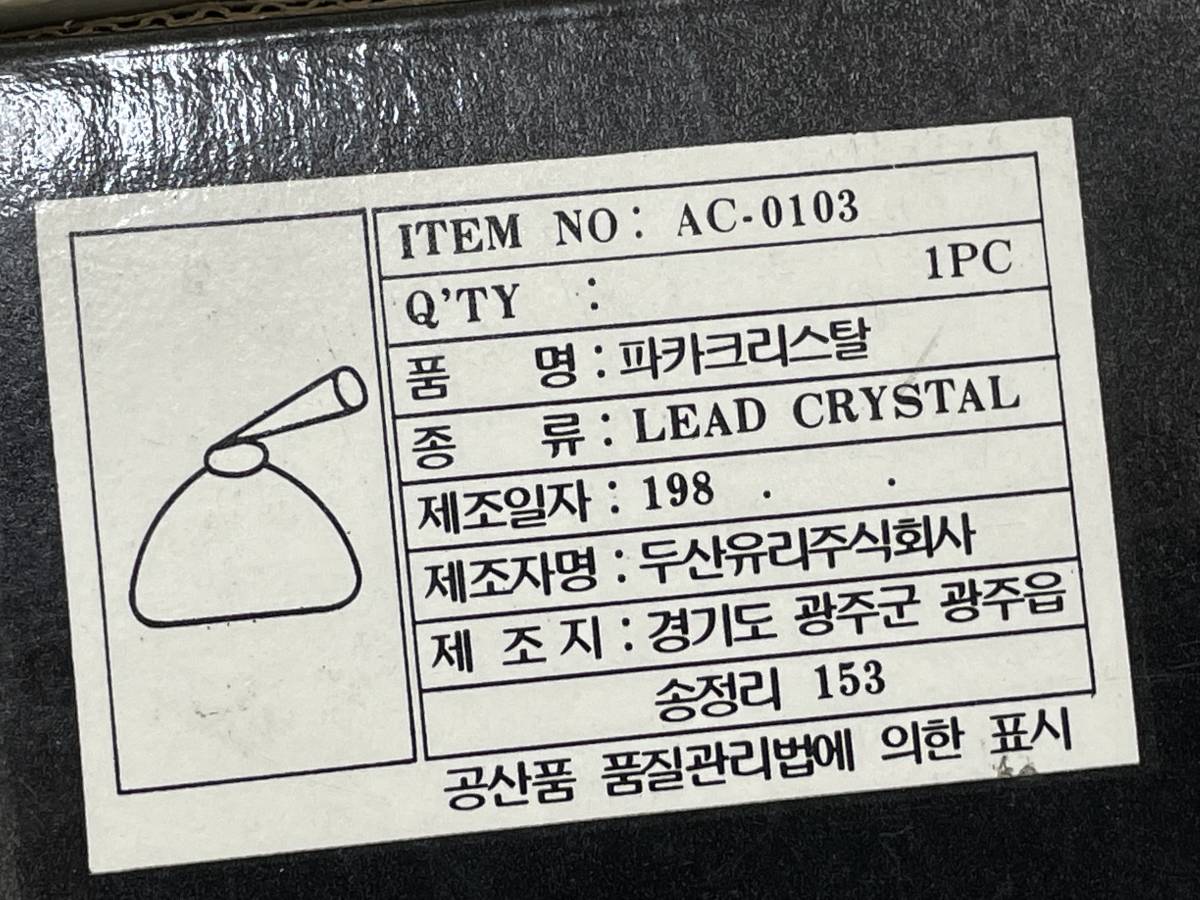 ITEM NO: AC-0103
Q'TY : 1PC
품 명 : 파카크리스탈
종 류 : LEAD CRYSTAL
제조일자 : 198 . .
제조자명 : 두산유리주식회사
제 조 지 : 경기도 광주군 광주읍
송정리 153
공산품 품질관리법에 의한 표시